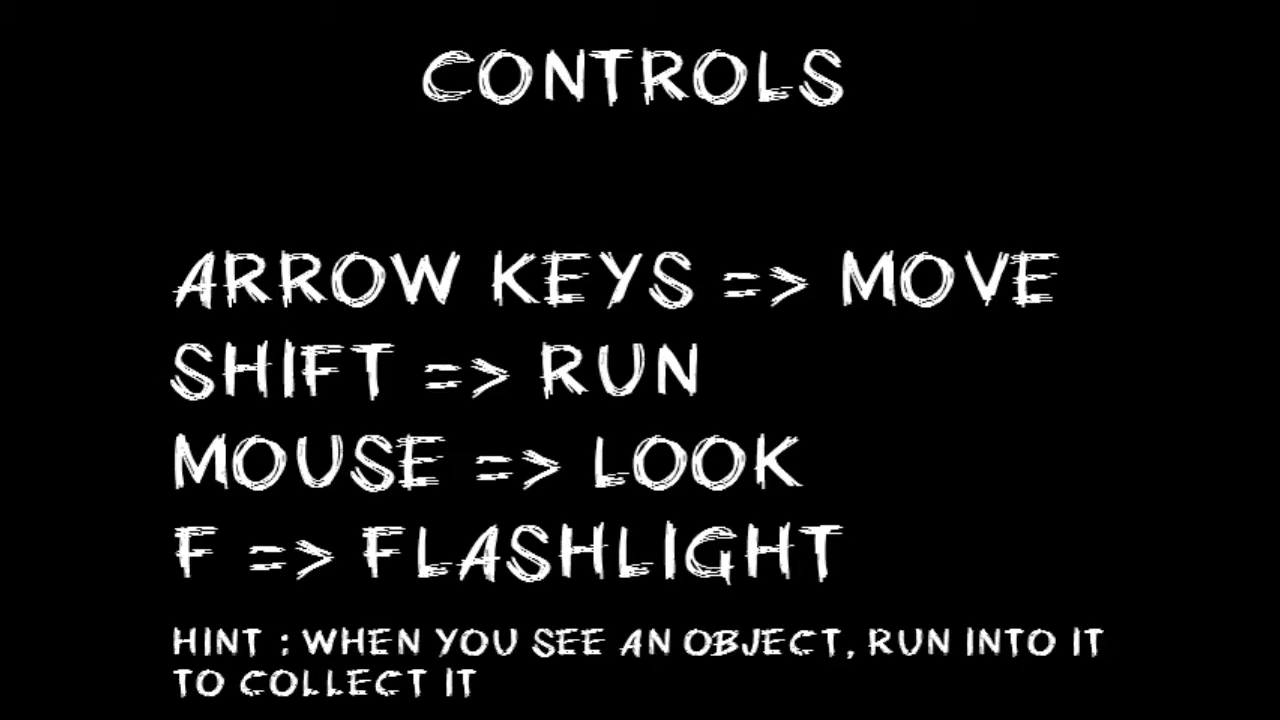 CONTROLS
ARROW KEYS => MOVE
SHIFT => RUN
MOUSE => LOOK
F => FLASHLIGHT
HINT : WHEN YOU SEE AN OBJECT, RUN INTO IT
TO COLLECT IT